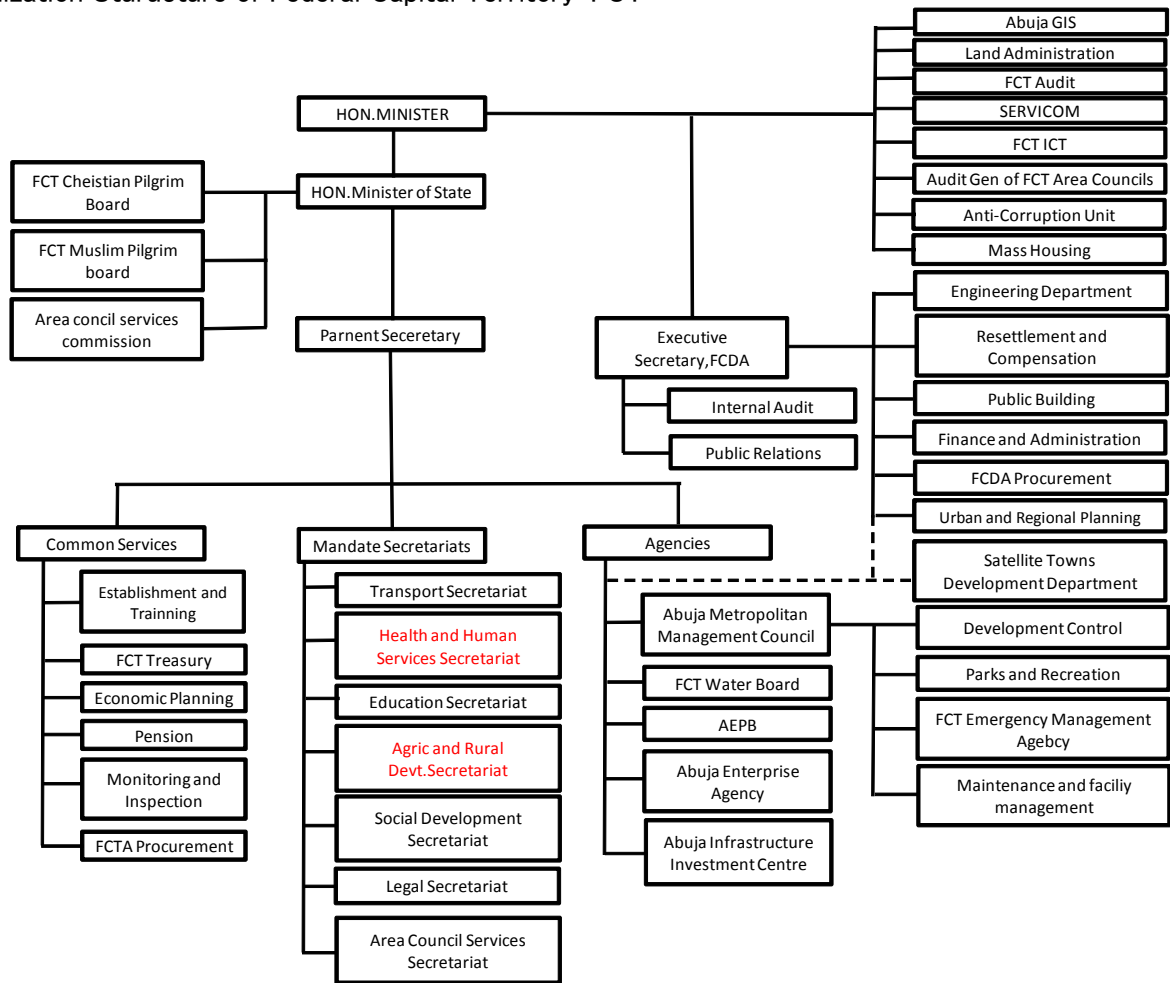 lization Staructure of Federal Capital Territory-FCT
Abuja GIS
Land Administration
FCT Audit
SERVICOM
FCT ICT
Audit Gen of FCT Area Councils
Anti-Corruption Unit
Mass Housing
HON.MINISTER
HON.Minister of State
FCT Cheistian Pilgrim
Board
FCT Muslim Pilgrim
board
Area concil services
commission
Parnent Seceretary
Executive
Secretary,FCDA
Internal Audit
Public Relations
Engineering Department
Resettlement and
Compensation
Public Building
Finance and Administration
FCDA Procurement
Urban and Regional Planning
Satellite Towns
Development Department
Common Services
Establishment and
Trainning
FCT Treasury
Economic Planning
Pension
Monitoring and
Inspection
FCTA Procurement
Mandate Secretariats
Transport Secretariat
Health and Human
Services Secretariat
Education Secretariat
Agric and Rural
Devt.Secretariat
Social Development
Secretariat
Legal Secretariat
Area Council Services
Secretariat
Agencies
Abuja Metropolitan
Management Council
FCT Water Board
AEPB
Abuja Enterprise
Agency
Abuja Infrastructure
Investment Centre
Development Control
Parks and Recreation
FCT Emergency Management
Agebcy
Maintenance and faciliy
management